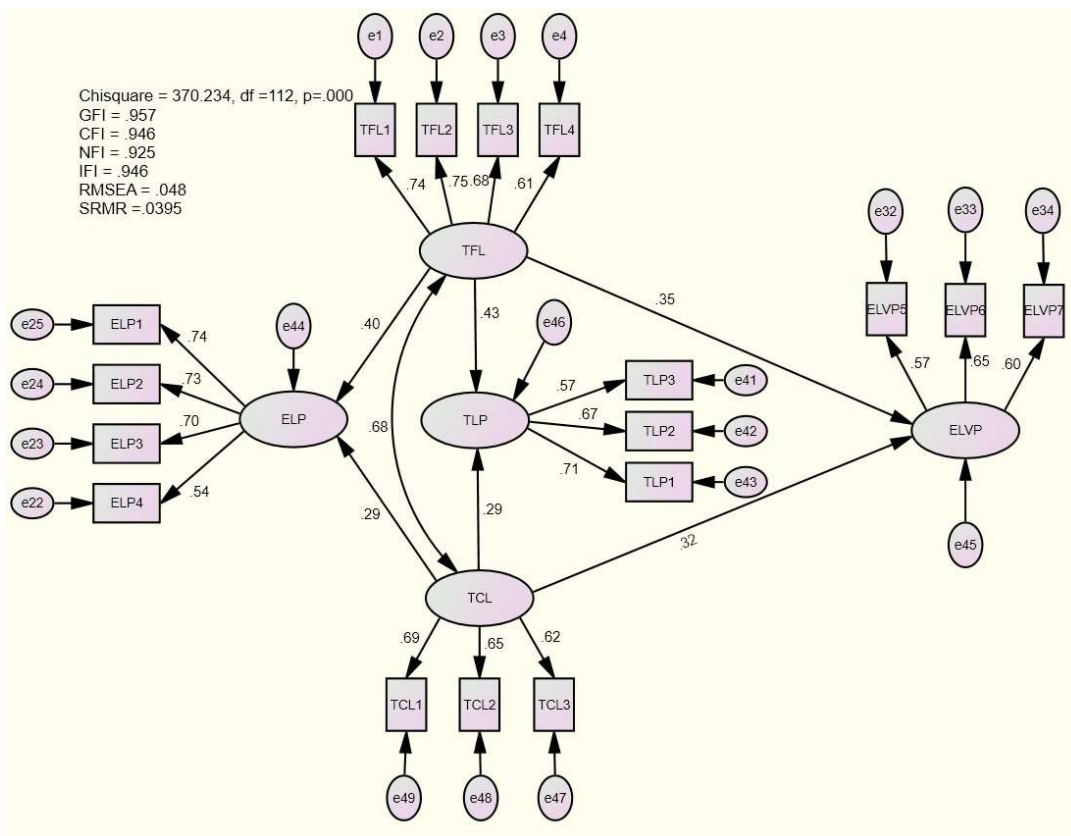 e1
e2
e3
e4
Chisquare = 370.234, df =112, p=.000
GFI = .957
CFI = .946
NFI = .925
IFI = .946
RMSEA = .048
SRMR =.0395
TFL1
TFL2
TFL3
TFL4
.74
.75
.68
.61
TFL
e32
e33
e34
ELVP5
ELVP6
ELVP7
.57
.65
.60
ELVP
e45
.35
.32
.40
.43
.68
.29
.29
e25
ELP1
.74
e24
ELP2
.73
e23
ELP3
.70
e22
ELP4
.54
e44
ELP
e46
TLP
.57
TLP3
e41
.67
TLP2
e42
.71
TLP1
e43
TCL
.69
.65
.62
TCL1
TCL2
TCL3
e49
e48
e47